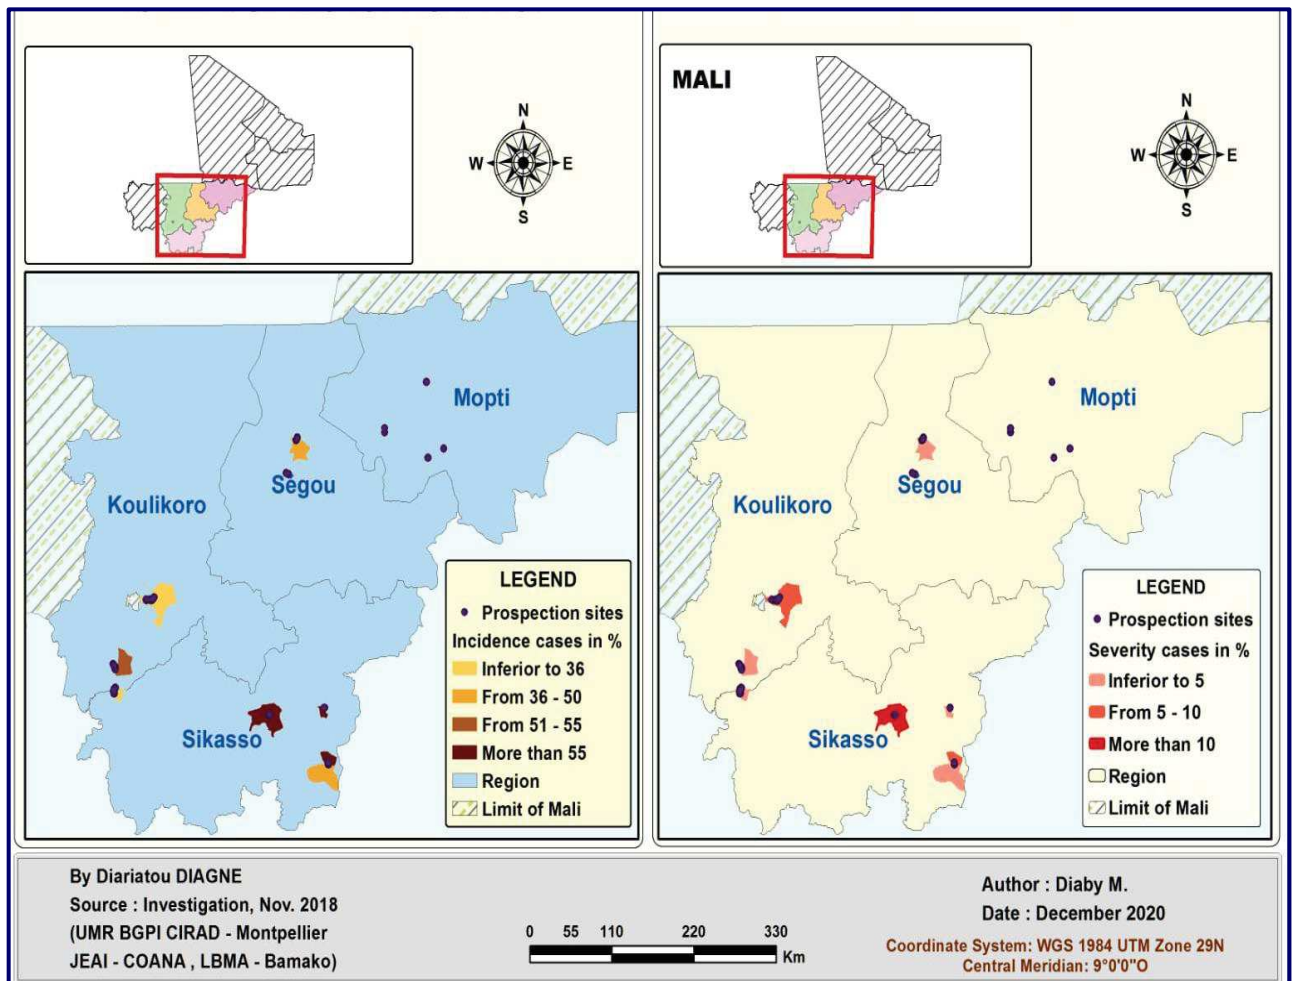 N
W
E
S
MALI
N
W
E
S
Mopti
Ségou
Koulikoro
Sikasso
LEGEND
Prospection sites
Incidence cases in %
Inferior to 36
From 36 - 50
From 51 - 55
More than 55
Region
Limit of Mali
Mopti
Ségou
Koulikoro
Sikasso
LEGEND
Prospection sites
Severity cases in %
Inferior to 5
From 5 - 10
More than 10
Region
Limit of Mali
By Diariatou DIAGNE
Source : Investigation, Nov. 2018
(UMR BGPI CIRAD - Montpellier
JEAI - COANA , LBMA - Bamako)
0 55 110 220 330
Km
Author : Diaby M.
Date : December 2020
Coordinate System: WGS 1984 UTM Zone 29N
Central Meridian: 9°0'0"O